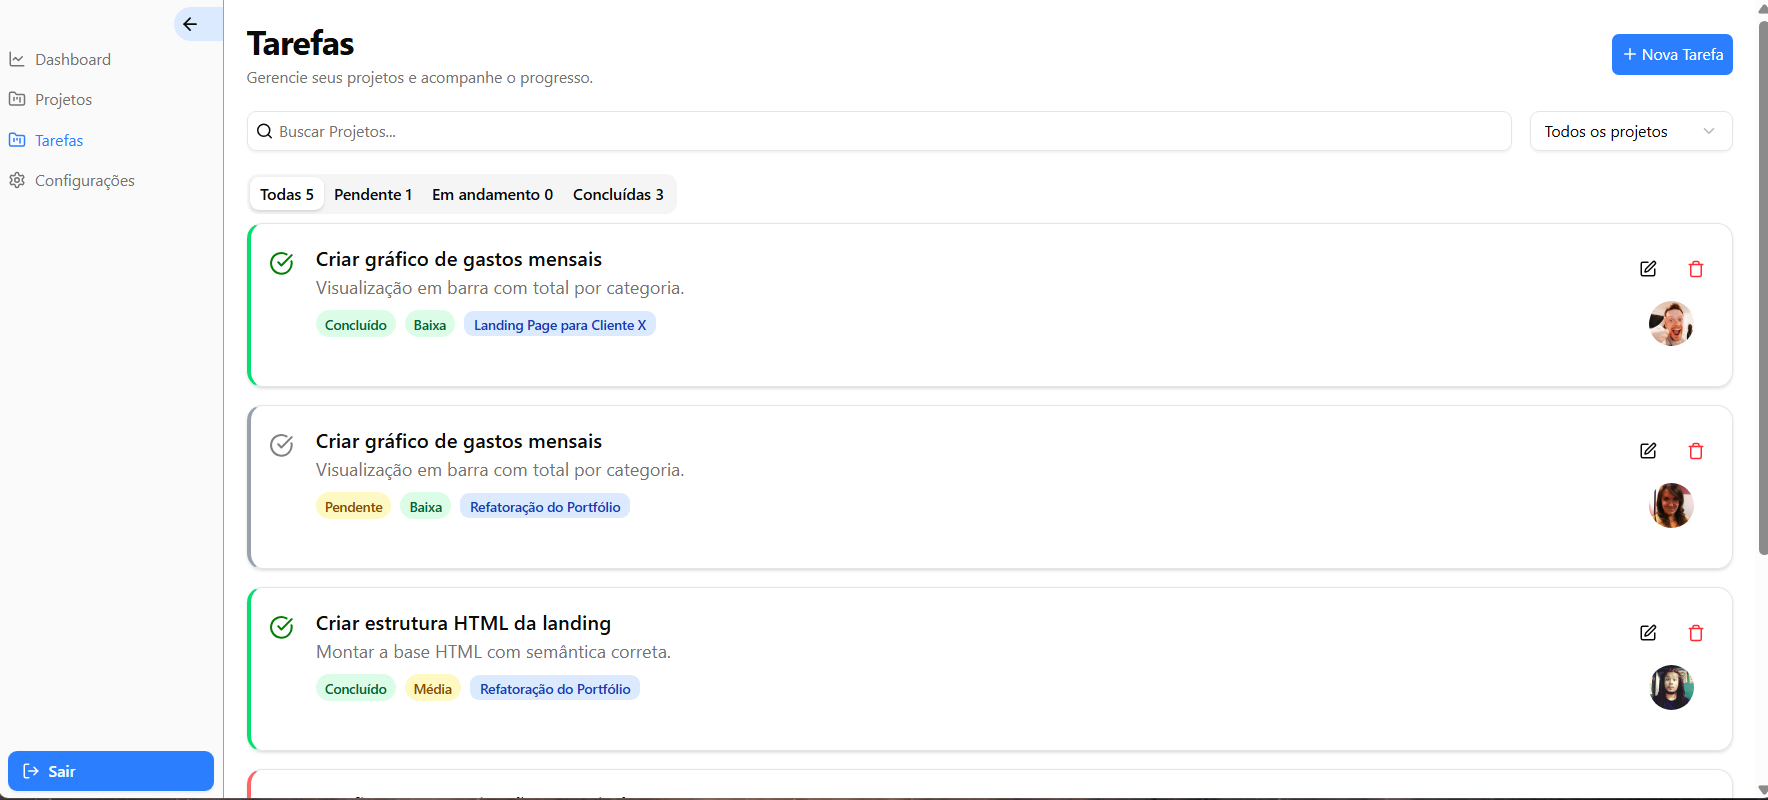 Dashboard
Projetos
Tarefas
Configurações
Sair
Tarefas
Gerencie seus projetos e acompanhe o progresso.
+ Nova Tarefa
Buscar Projetos...
Todos os projetos
Todas 5 Pendente 1 Em andamento 0 Concluídas 3
Criar gráfico de gastos mensais
Visualização em barra com total por categoria.
Concluído Baixa Landing Page para Cliente X
Criar gráfico de gastos mensais
Visualização em barra com total por categoria.
Pendente Baixa Refatoração do Portfólio
Criar estrutura HTML da landing
Montar a base HTML com semântica correta.
Concluído Média Refatoração do Portfólio